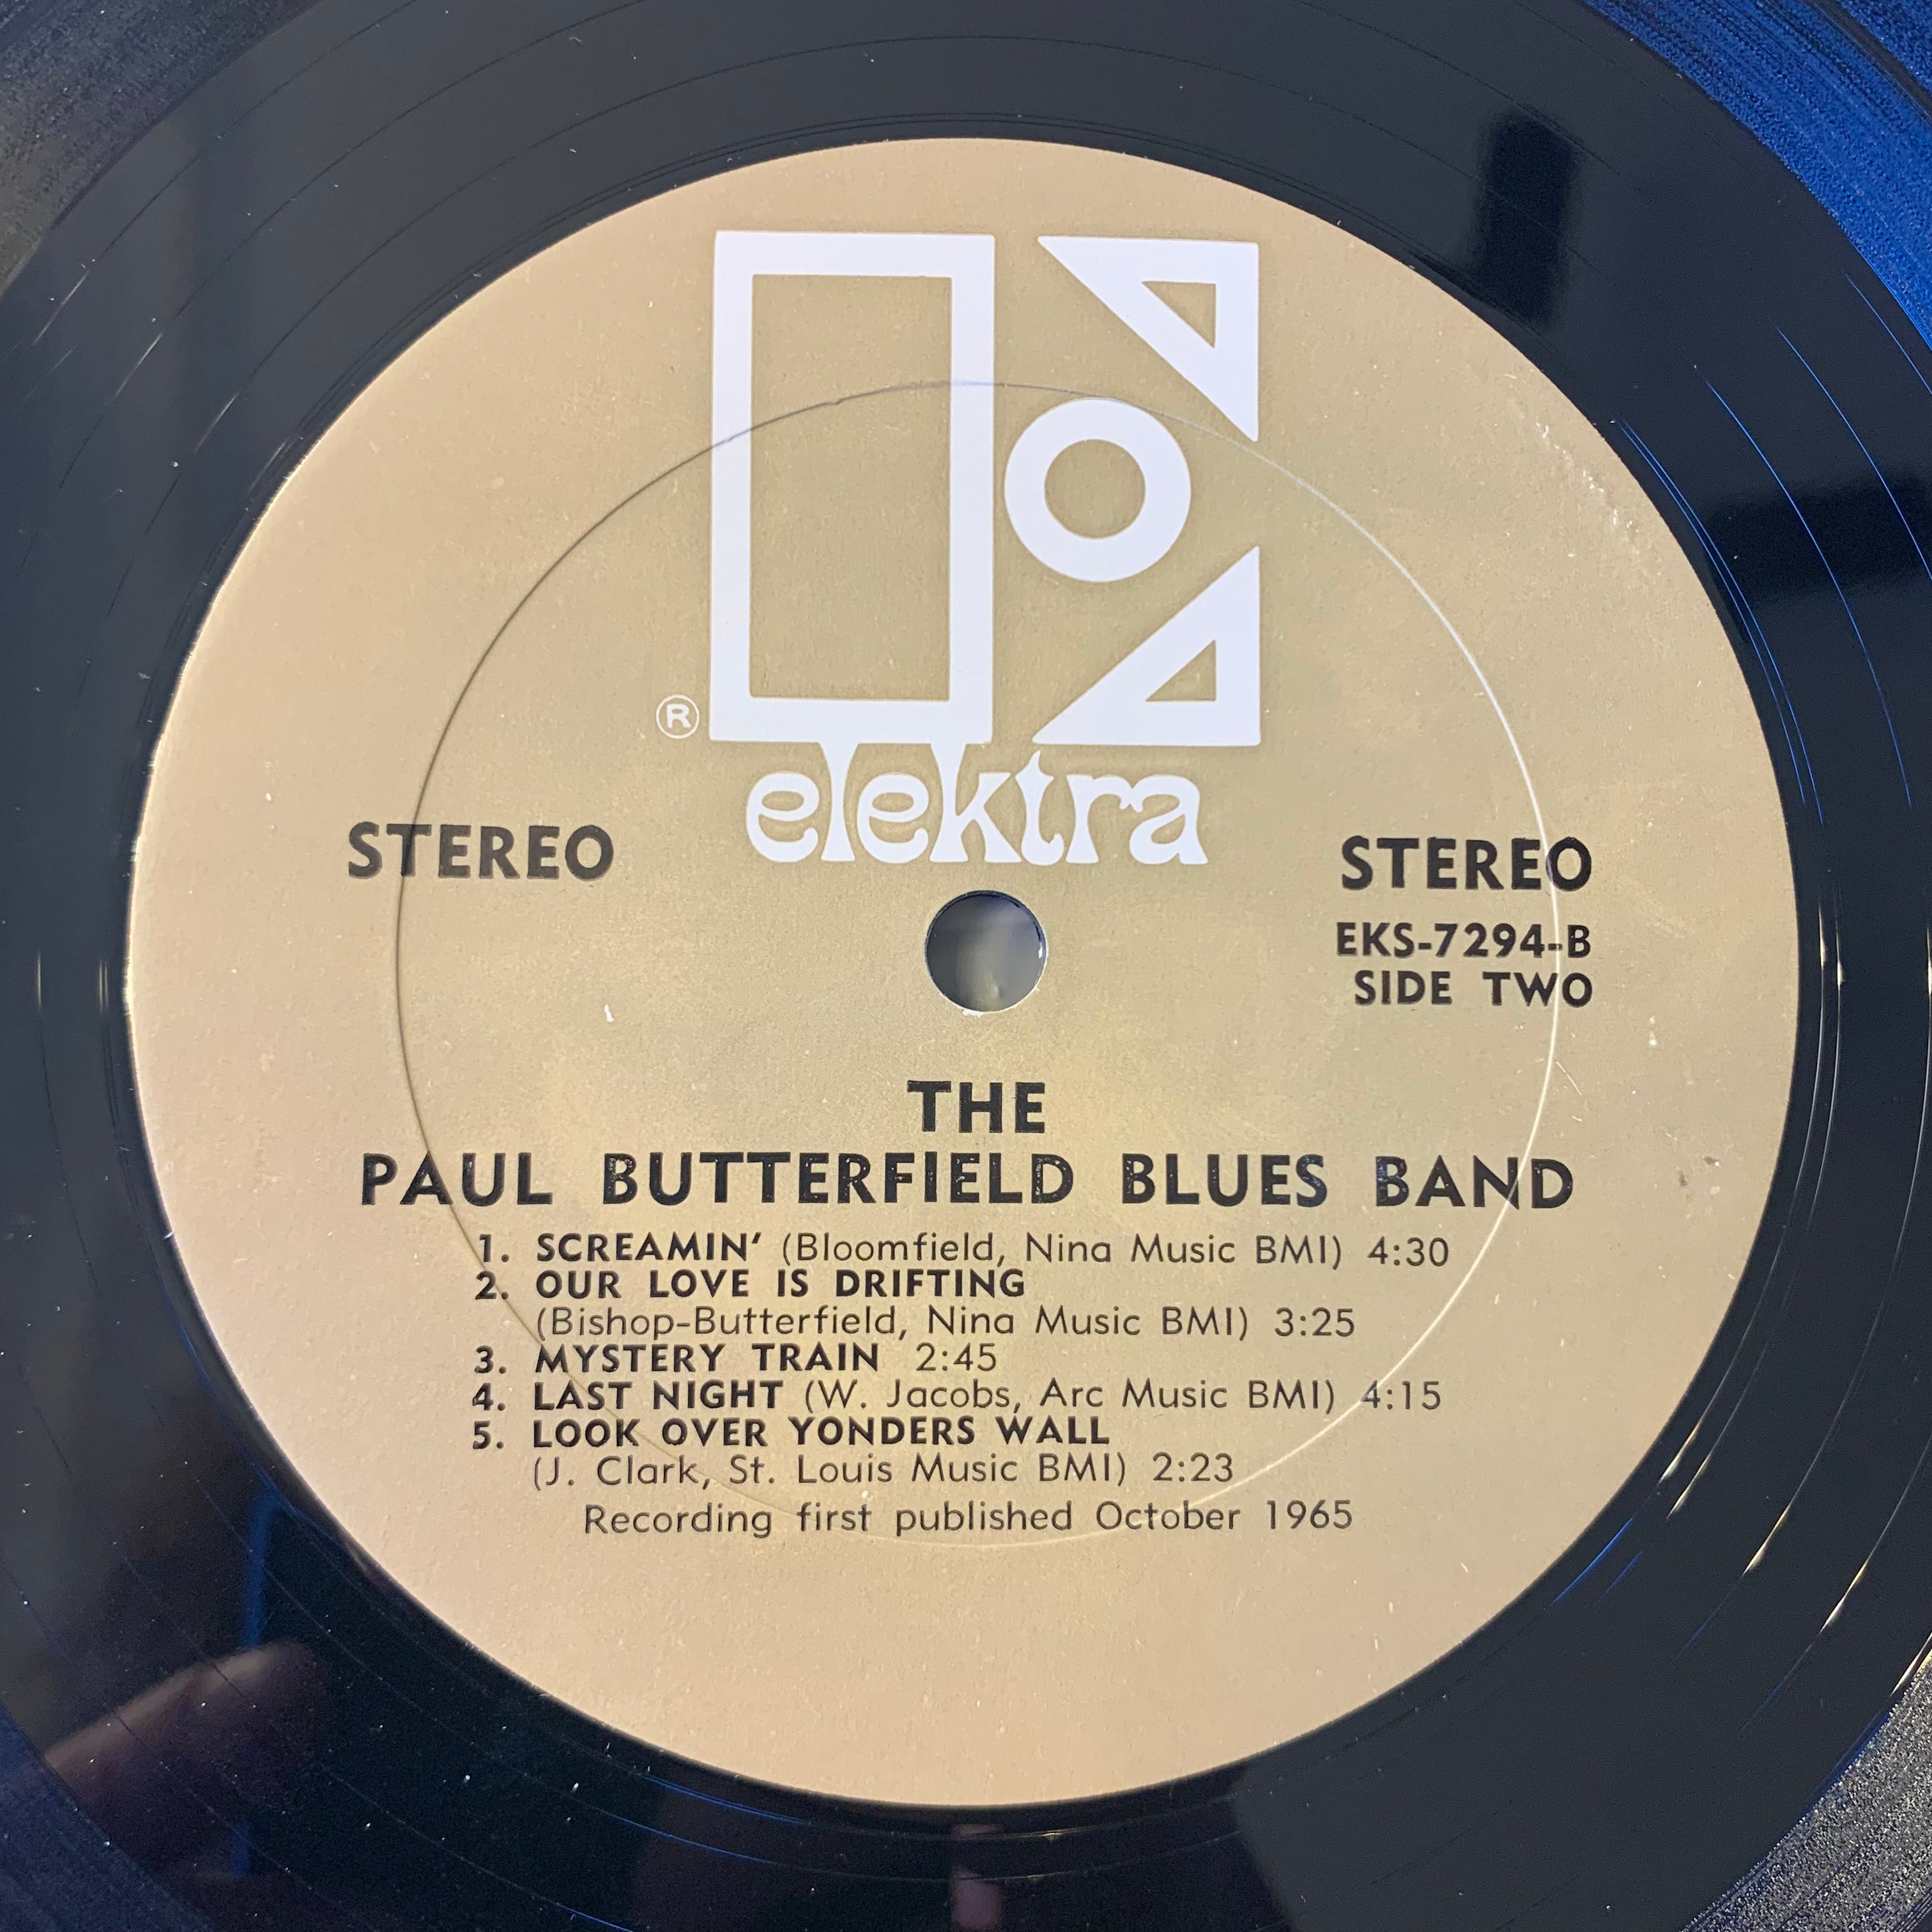 ®
elektra
STEREO
STEREO
EKS-7294-B
SIDE TWO
THE
PAUL BUTTERFIELD BLUES BAND
1. SCREAMIN' (Bloomfield, Nina Music BMI) 4:30
2. OUR LOVE IS DRIFTING
(Bishop-Butterfield, Nina Music BMI) 3:25
3. MYSTERY TRAIN 2:45
4. LAST NIGHT (W. Jacobs, Arc Music BMI) 4:15
5. LOOK OVER YONDERS WALL
(J. Clark, St. Louis Music BMI) 2:23
Recording first published October 1965